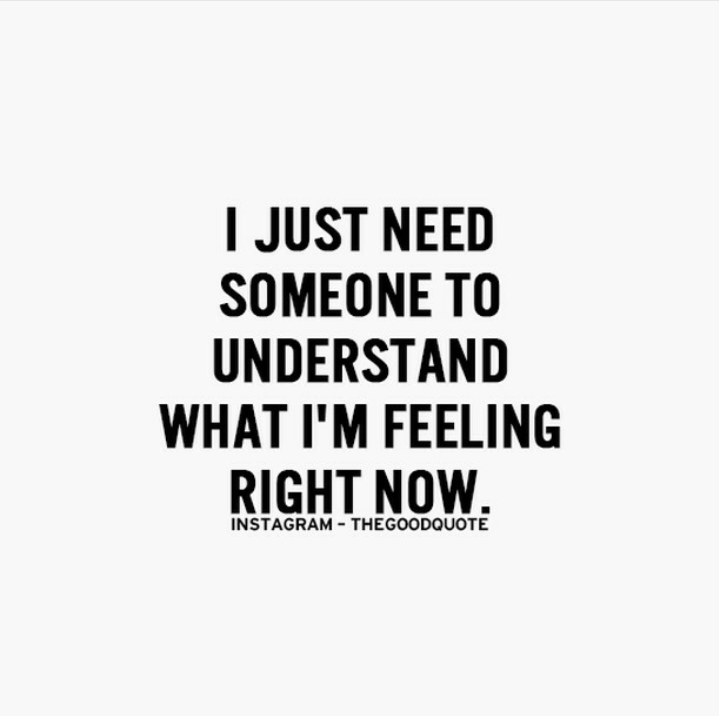 I JUST NEED
SOMEONE TO
UNDERSTAND
WHAT I'M FEELING
RIGHT NOW.
INSTAGRAM - THEGOODQUOTE